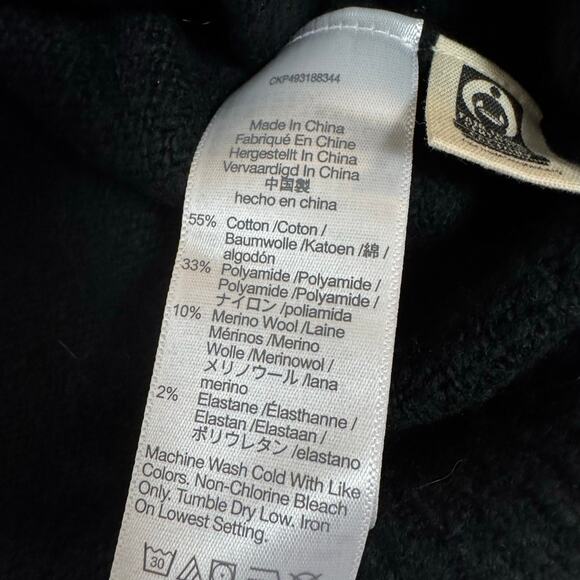 CKP493188344
Made In China
Fabriqué En Chine
Hergestellt In China
Vervaardigd In China
中国製
hecho en china
55% Cotton /Coton /
Baumwolle /Katoen /綿 /
algodón
33% Polyamide /Polyamide /
Polyamide /Polyamide /
ナイロン /poliamida
10% Merino Wool /Laine
Mérinos /Merino
Wolle /Merinowol /
メリノウール /lana
merino
2% Elastane /Élasthanne /
Elastan /Elastaan /
ポリウレタン /elastano
Machine Wash Cold With Like
Colors. Non-Chlorine Bleach
Only. Tumble Dry Low. Iron
On Lowest Setting.
30